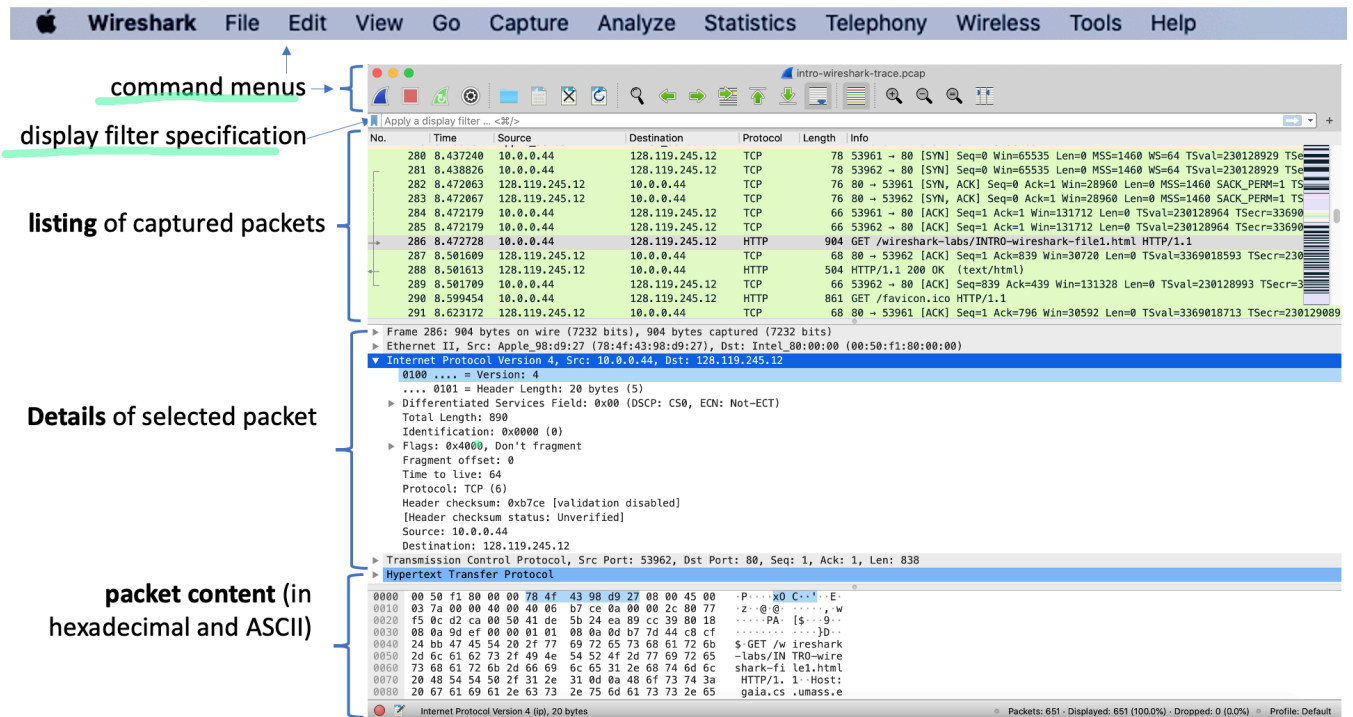 Wireshark File Edit View Go Capture Analyze Statistics Telephony Wireless Tools Help
command menus
intro-wireshark-trace.pcap
display filter specification
Apply a display filter ... <⌘/>
+
No. Time Source Destination Protocol Length Info
280 8.437240 10.0.0.44 128.119.245.12 TCP 78 53961 → 80 [SYN] Seq=0 Win=65535 Len=0 MSS=1460 WS=64 TSval=230128929 TSe
281 8.438826 10.0.0.44 128.119.245.12 TCP 78 53962 → 80 [SYN] Seq=0 Win=65535 Len=0 MSS=1460 WS=64 TSval=230128929 TSe
282 8.472063 128.119.245.12 10.0.0.44 TCP 76 80 → 53961 [SYN, ACK] Seq=0 Ack=1 Win=28960 Len=0 MSS=1460 SACK_PERM=1 TS
283 8.472067 128.119.245.12 10.0.0.44 TCP 76 80 → 53962 [SYN, ACK] Seq=0 Ack=1 Win=28960 Len=0 MSS=1460 SACK_PERM=1 TS
listing of captured packets
284 8.472179 10.0.0.44 128.119.245.12 TCP 66 53961 → 80 [ACK] Seq=1 Ack=1 Win=131712 Len=0 TSval=230128964 TSecr=33690
285 8.472179 10.0.0.44 128.119.245.12 TCP 66 53962 → 80 [ACK] Seq=1 Ack=1 Win=131712 Len=0 TSval=230128964 TSecr=33690
286 8.472728 10.0.0.44 128.119.245.12 HTTP 904 GET /wireshark-labs/INTRO-wireshark-file1.html HTTP/1.1
287 8.501609 128.119.245.12 10.0.0.44 TCP 68 80 → 53962 [ACK] Seq=1 Ack=839 Win=30720 Len=0 TSval=3369018593 TSecr=230
288 8.501613 128.119.245.12 10.0.0.44 HTTP 504 HTTP/1.1 200 OK (text/html)
289 8.501709 10.0.0.44 128.119.245.12 TCP 66 53962 → 80 [ACK] Seq=839 Ack=439 Win=131328 Len=0 TSval=230128993 TSecr=3
290 8.599454 10.0.0.44 128.119.245.12 HTTP 861 GET /favicon.ico HTTP/1.1
291 8.623172 128.119.245.12 10.0.0.44 TCP 68 80 → 53961 [ACK] Seq=1 Ack=796 Win=30592 Len=0 TSval=3369018713 TSecr=230129089
Frame 286: 904 bytes on wire (7232 bits), 904 bytes captured (7232 bits)
Ethernet II, Src: Apple_98:d9:27 (78:4f:43:98:d9:27), Dst: Intel_80:00:00 (00:50:f1:80:00:00)
Internet Protocol Version 4, Src: 10.0.0.44, Dst: 128.119.245.12
0100 .... = Version: 4
.... 0101 = Header Length: 20 bytes (5)
Differentiated Services Field: 0x00 (DSCP: CS0, ECN: Not-ECT)
Details of selected packet
Total Length: 890
Identification: 0x0000 (0)
Flags: 0x4000, Don't fragment
Fragment offset: 0
Time to live: 64
Protocol: TCP (6)
Header checksum: 0xb7ce [validation disabled]
[Header checksum status: Unverified]
Source: 10.0.0.44
Destination: 128.119.245.12
Transmission Control Protocol, Src Port: 53962, Dst Port: 80, Seq: 1, Ack: 1, Len: 838
Hypertext Transfer Protocol
packet content (in
hexadecimal and ASCII)
0000 00 50 f1 80 00 00 78 4f 43 98 d9 27 08 00 45 00 ·P····xO C··'··E·
0010 03 7a 00 00 40 00 40 06 b7 ce 0a 00 00 2c 80 77 ·z··@·@· ·····,·w
0020 f5 0c d2 ca 00 50 41 de 5b 24 ea 89 cc 39 80 18 ·····PA· [$···9··
0030 08 0a 9d ef 00 00 01 01 08 0a 0d b7 7d 44 c8 cf ········ ····}D··
0040 24 bb 47 45 54 20 2f 77 69 72 65 73 68 61 72 6b $·GET /w ireshark
0050 2d 6c 61 62 73 2f 49 4e 54 52 4f 2d 77 69 72 65 -labs/IN TRO-wire
0060 73 68 61 72 6b 2d 66 69 6c 65 31 2e 68 74 6d 6c shark-fi le1.html
0070 20 48 54 54 50 2f 31 2e 31 0d 0a 48 6f 73 74 3a HTTP/1. 1··Host:
0080 20 67 61 69 61 2e 63 73 2e 75 6d 61 73 73 2e 65 gaia.cs .umass.e
Internet Protocol Version 4 (ip), 20 bytes Packets: 651 · Displayed: 651 (100.0%) · Dropped: 0 (0.0%) Profile: Default